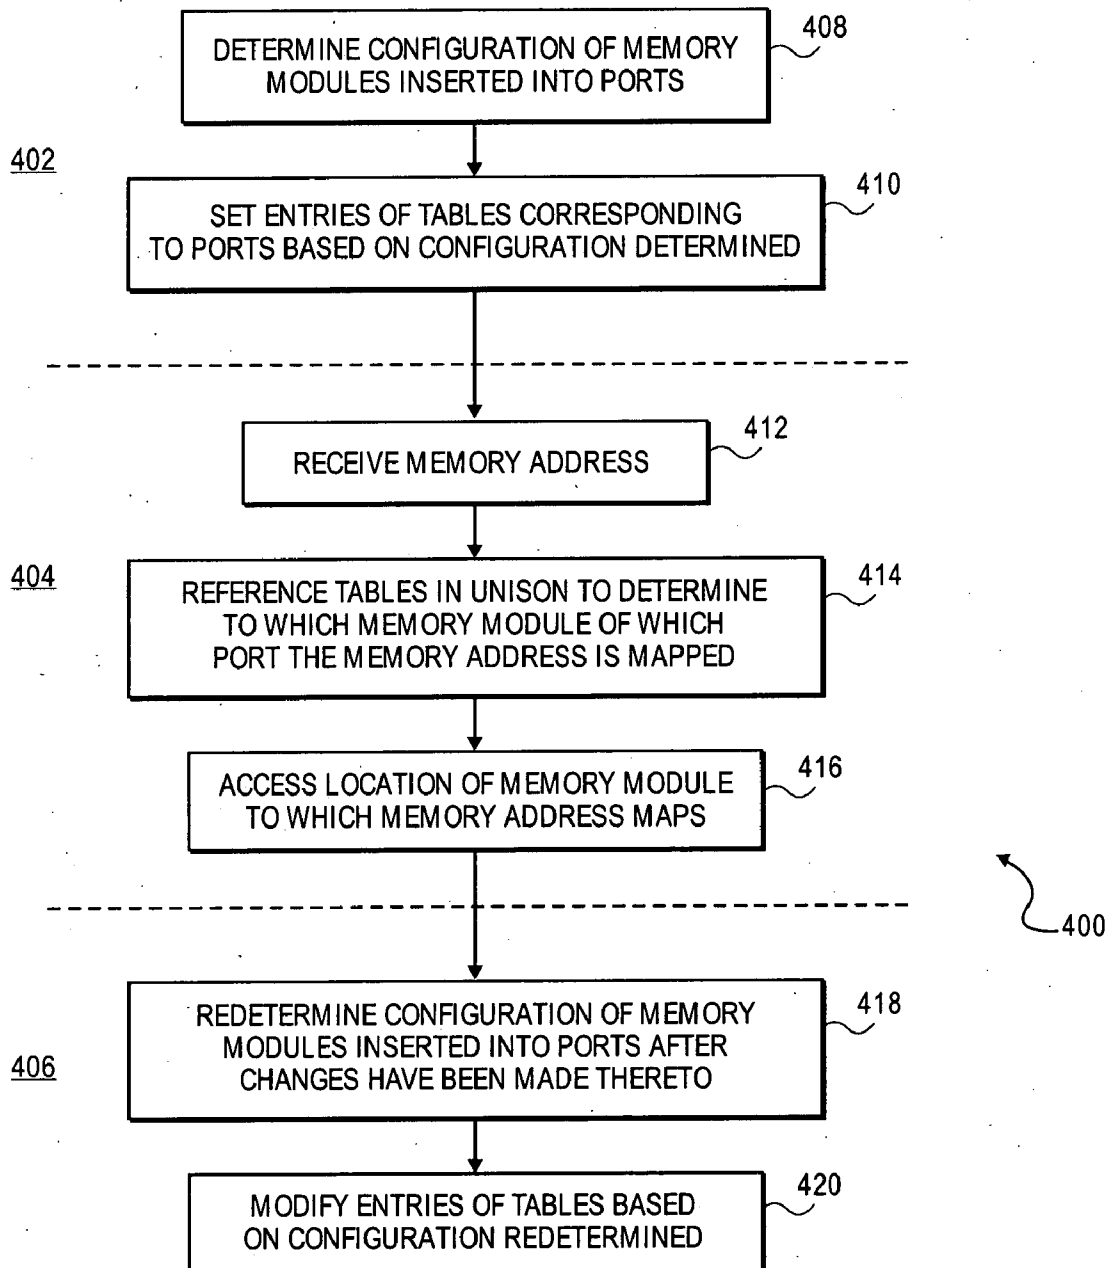 408
DETERMINE CONFIGURATION OF MEMORY
MODULES INSERTED INTO PORTS
402
410
SET ENTRIES OF TABLES CORRESPONDING
TO PORTS BASED ON CONFIGURATION DETERMINED
412
RECEIVE MEMORY ADDRESS
404
414
REFERENCE TABLES IN UNISON TO DETERMINE
TO WHICH MEMORY MODULE OF WHICH
PORT THE MEMORY ADDRESS IS MAPPED
416
ACCESS LOCATION OF MEMORY MODULE
TO WHICH MEMORY ADDRESS MAPS
400
418
REDETERMINE CONFIGURATION OF MEMORY
MODULES INSERTED INTO PORTS AFTER
CHANGES HAVE BEEN MADE THERETO
406
420
MODIFY ENTRIES OF TABLES BASED
ON CONFIGURATION REDETERMINED